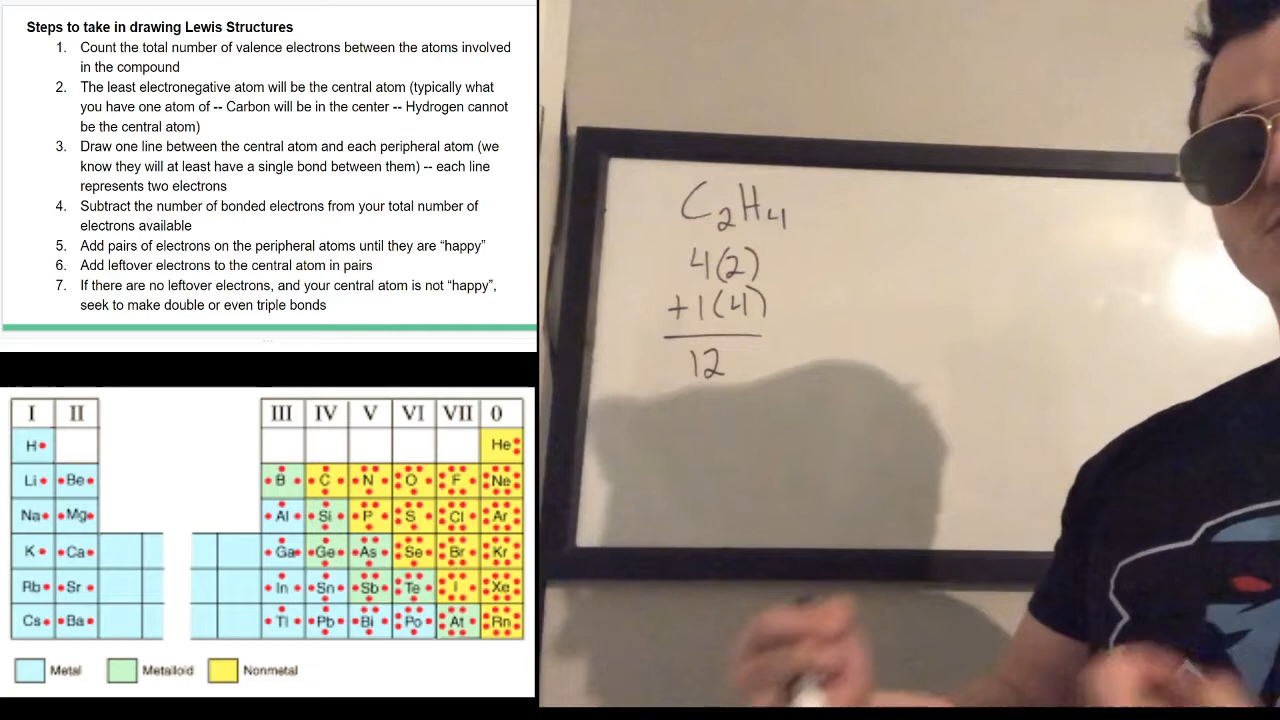 Steps to take in drawing Lewis Structures
1. Count the total number of valence electrons between the atoms involved
in the compound
2. The least electronegative atom will be the central atom (typically what
you have one atom of -- Carbon will be in the center -- Hydrogen cannot
be the central atom)
3. Draw one line between the central atom and each peripheral atom (we
know they will at least have a single bond between them) -- each line
represents two electrons
4. Subtract the number of bonded electrons from your total number of
electrons available
5. Add pairs of electrons on the peripheral atoms until they are “happy”
6. Add leftover electrons to the central atom in pairs
7. If there are no leftover electrons, and your central atom is not “happy”,
seek to make double or even triple bonds
I II III IV V VI VII 0
H He
Li Be B C N O F Ne
Na Mg Al Si P S Cl Ar
K Ca Ga Ge As Se Br Kr
Rb Sr In Sn Sb Te I Xe
Cs Ba Tl Pb Bi Po At Rn
Metal Metalloid Nonmetal
C₂H₄
4(2)
+1(4)
12